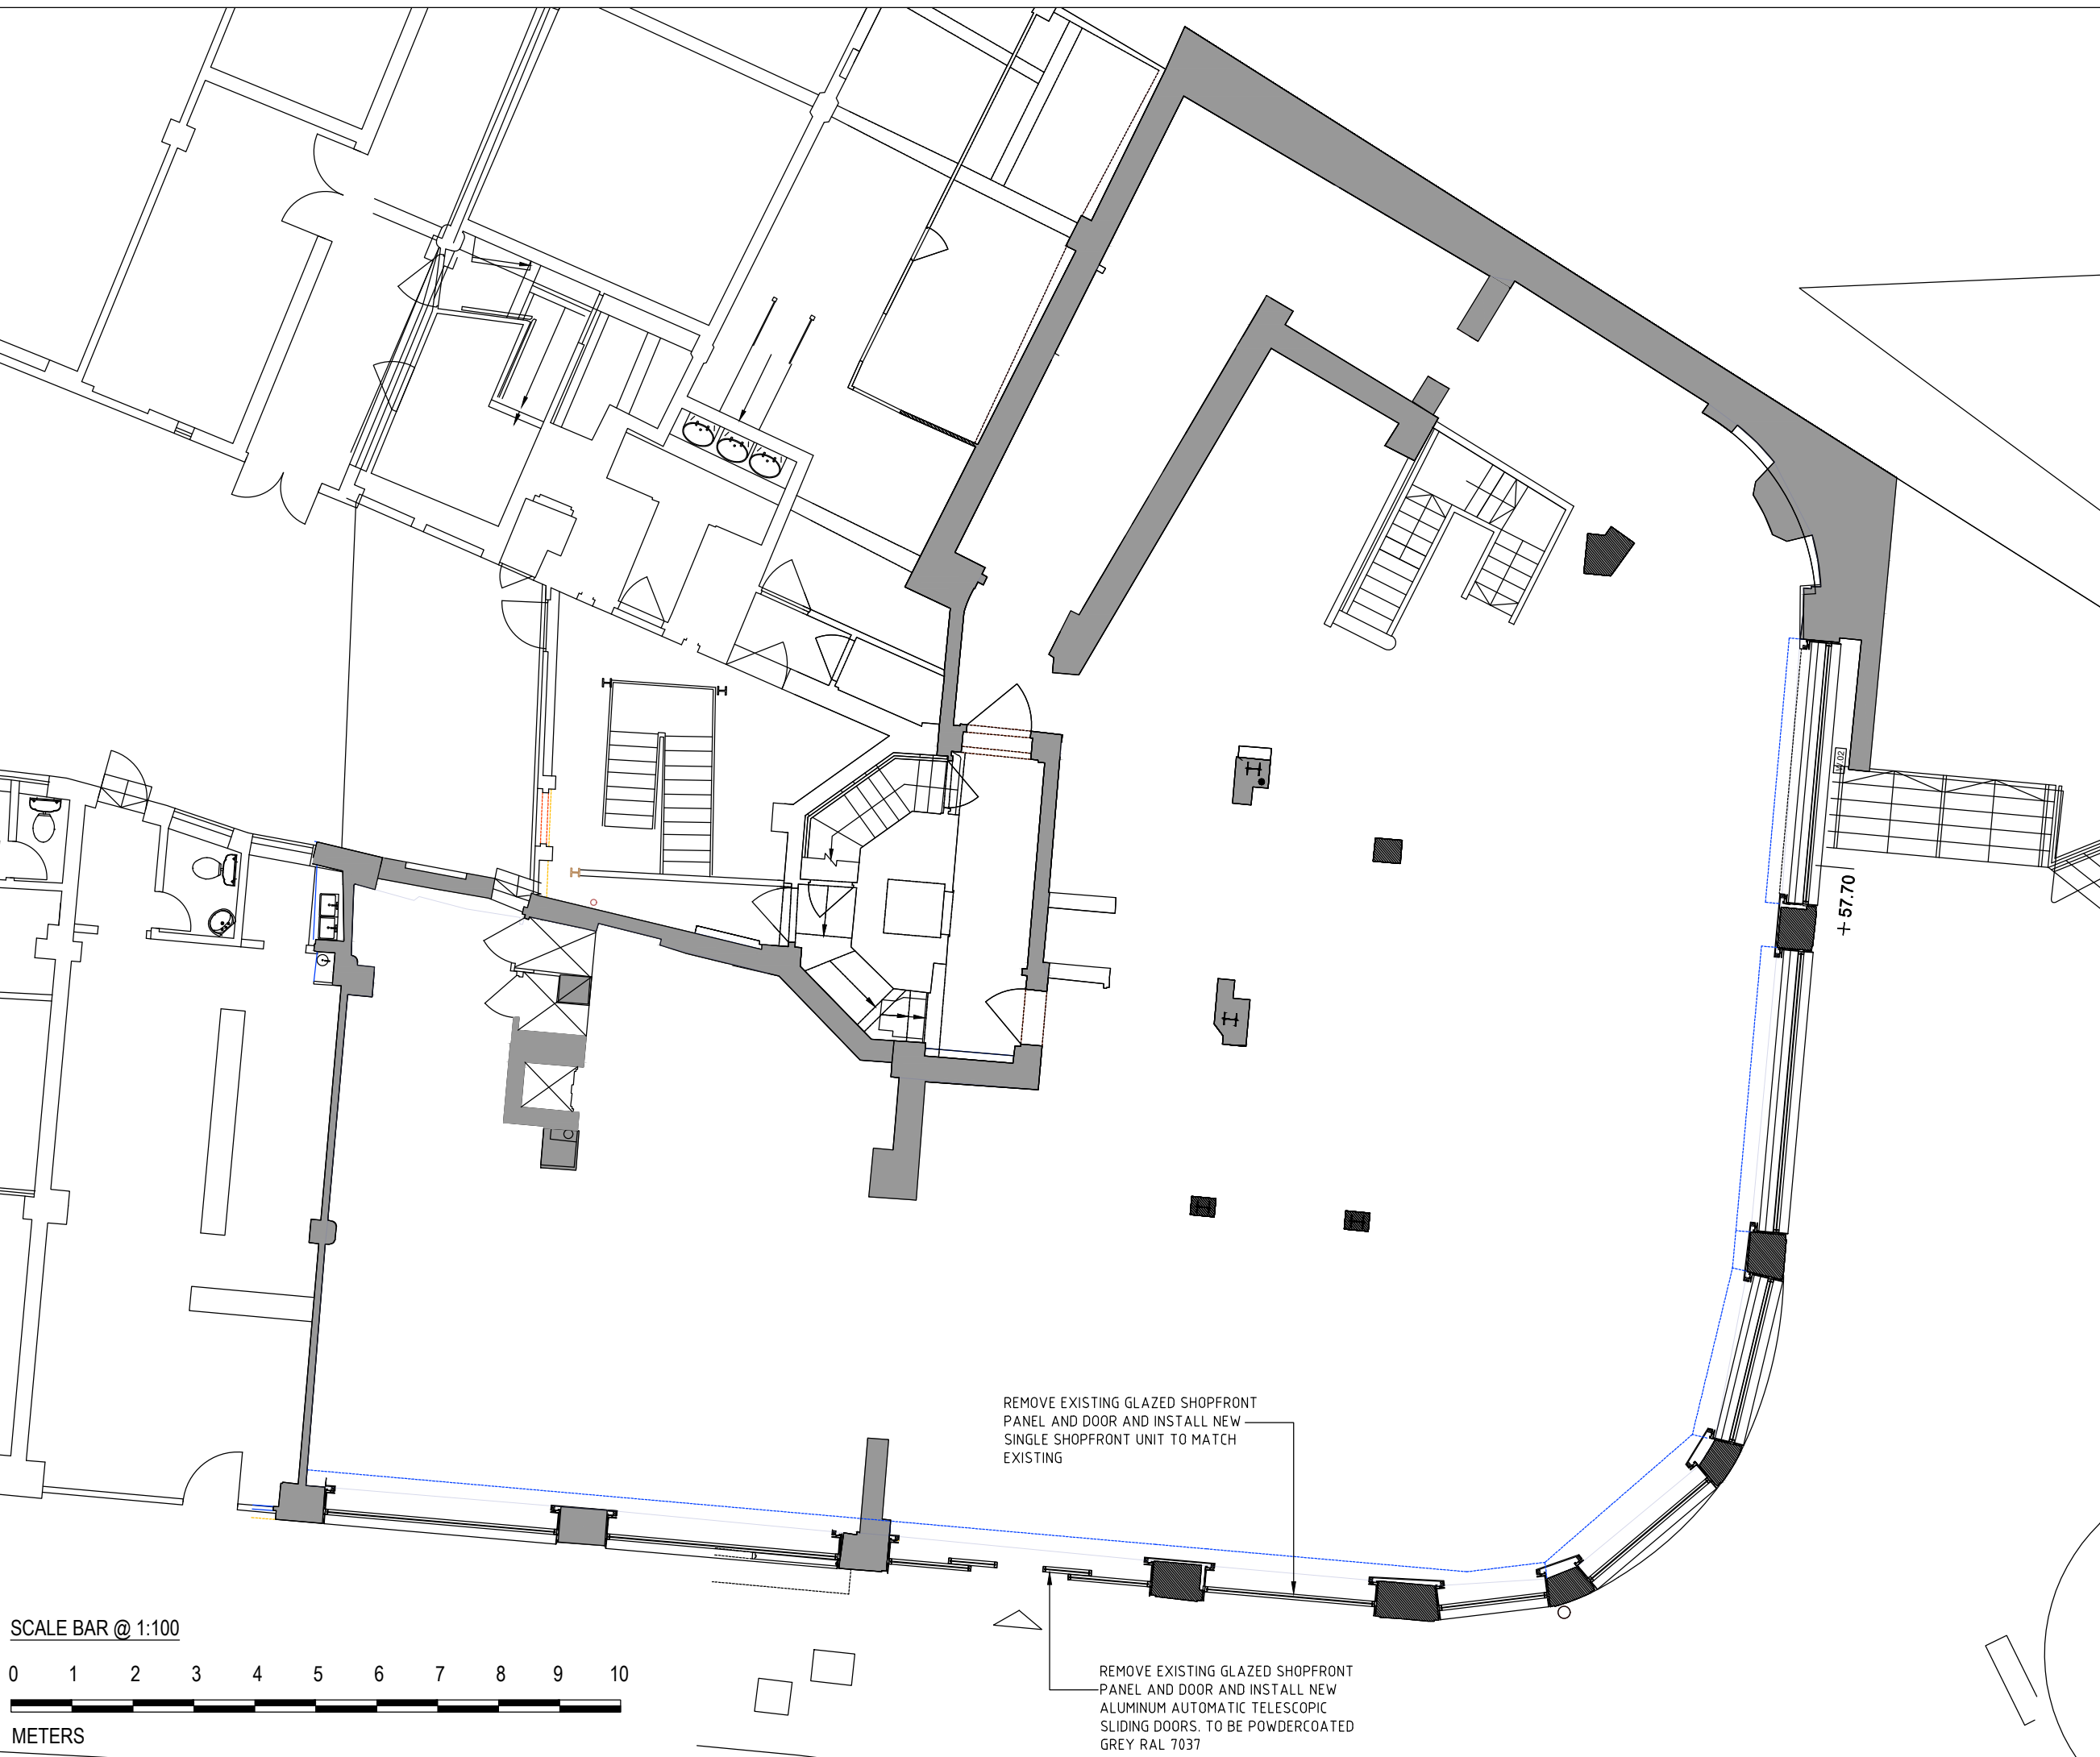 W.02
+ 57.70
REMOVE EXISTING GLAZED SHOPFRONT
PANEL AND DOOR AND INSTALL NEW
SINGLE SHOPFRONT UNIT TO MATCH
EXISTING
SCALE BAR @ 1:100
0 1 2 3 4 5 6 7 8 9 10
METERS
REMOVE EXISTING GLAZED SHOPFRONT
PANEL AND DOOR AND INSTALL NEW
ALUMINUM AUTOMATIC TELESCOPIC
SLIDING DOORS. TO BE POWDERCOATED
GREY RAL 7037